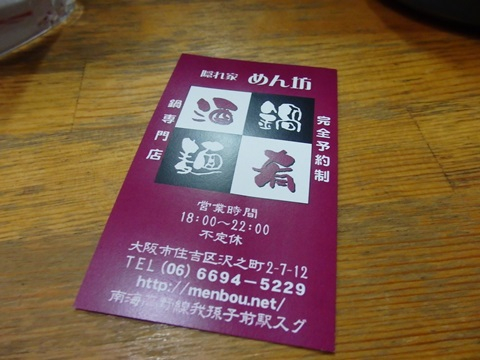 隠れ家 めん坊
酒 鍋
麺 肴
鍋専門店
完全予約制
営業時間
18:00〜22:00
不定休
大阪市住吉区沢之町2-7-12
TEL (06) 6694-5229
http://menbou.net/
南海高野線我孫子前駅スグ